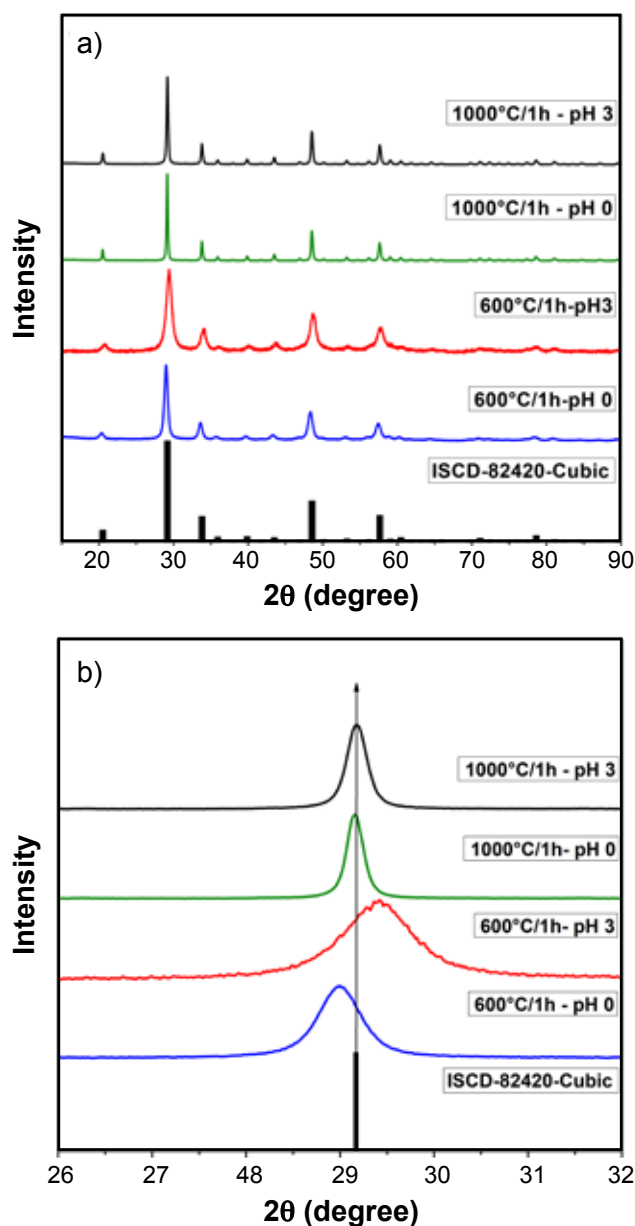 a)
1000°C/1h - pH 3
1000°C/1h - pH 0
600°C/1h-pH3
600°C/1h-pH 0
ISCD-82420-Cubic
Intensity
20 30 40 50 60 70 80 90
2θ (degree)
b)
1000°C/1h - pH 3
1000°C/1h- pH 0
600°C/1h- pH 3
600°C/1h - pH 0
ISCD-82420-Cubic
Intensity
26 27 48 29 30 31 32
2θ (degree)